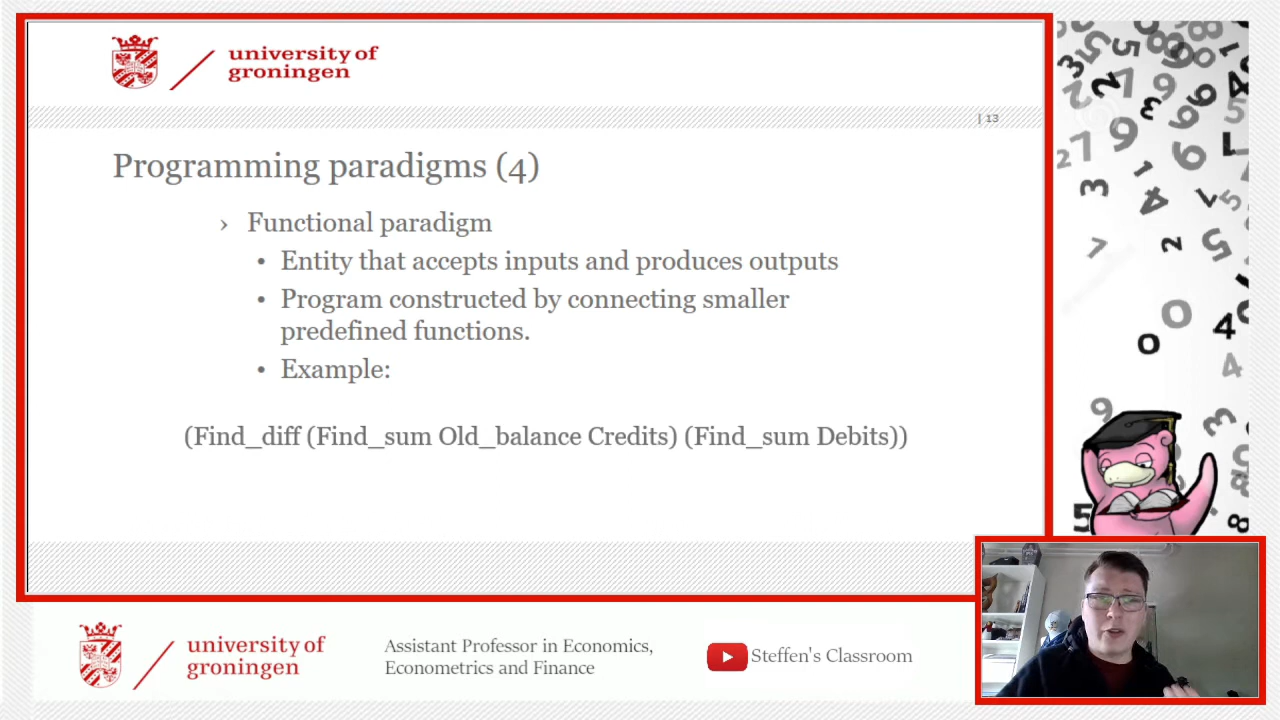 university of
groningen
| 13
Programming paradigms (4)
› Functional paradigm
• Entity that accepts inputs and produces outputs
• Program constructed by connecting smaller
predefined functions.
• Example:
(Find_diff (Find_sum Old_balance Credits) (Find_sum Debits))
university of
groningen
Assistant Professor in Economics,
Econometrics and Finance
Steffen's Classroom